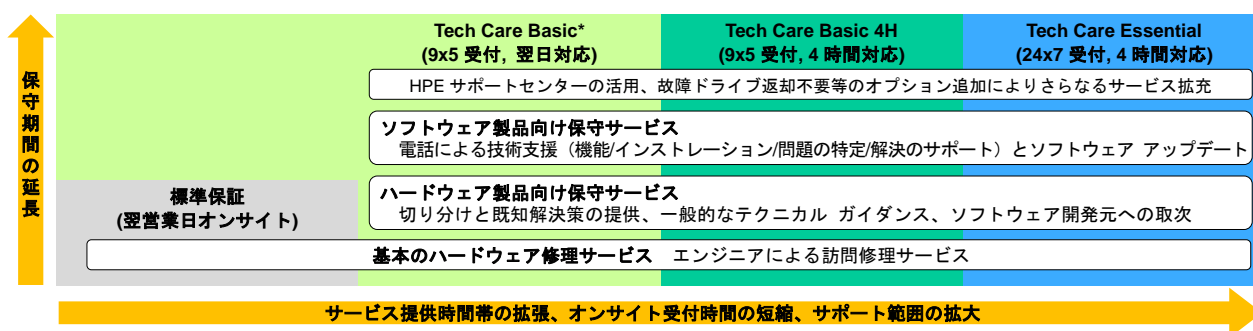 Tech Care Basic*
(9x5 受付, 翌日対応)
Tech Care Basic 4H
(9x5 受付, 4 時間対応)
Tech Care Essential
(24x7 受付, 4 時間対応)
保守期間の延長
HPE サポートセンターの活用、故障ドライブ返却不要等のオプション追加によりさらなるサービス拡充
ソフトウェア製品向け保守サービス
電話による技術支援（機能/インストレーション/問題の特定/解決のサポート）とソフトウェア アップデート
標準保証
(翌営業日オンサイト)
ハードウェア製品向け保守サービス
切り分けと既知解決策の提供、一般的なテクニカル ガイダンス、ソフトウェア開発元への取次
基本のハードウェア修理サービス エンジニアによる訪問修理サービス
サービス提供時間帯の拡張、オンサイト受付時間の短縮、サポート範囲の拡大